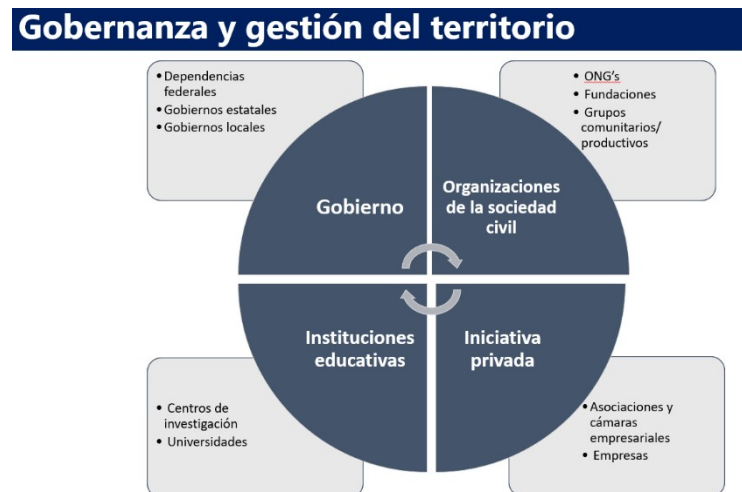 Gobernanza y gestión del territorio
• Dependencias
federales
• Gobiernos estatales
• Gobiernos locales
• ONG's
• Fundaciones
• Grupos
comunitarios/
productivos
Gobierno
Organizaciones
de la sociedad
civil
Instituciones
educativas
Iniciativa
privada
• Centros de
investigación
• Universidades
• Asociaciones y
cámaras
empresariales
• Empresas